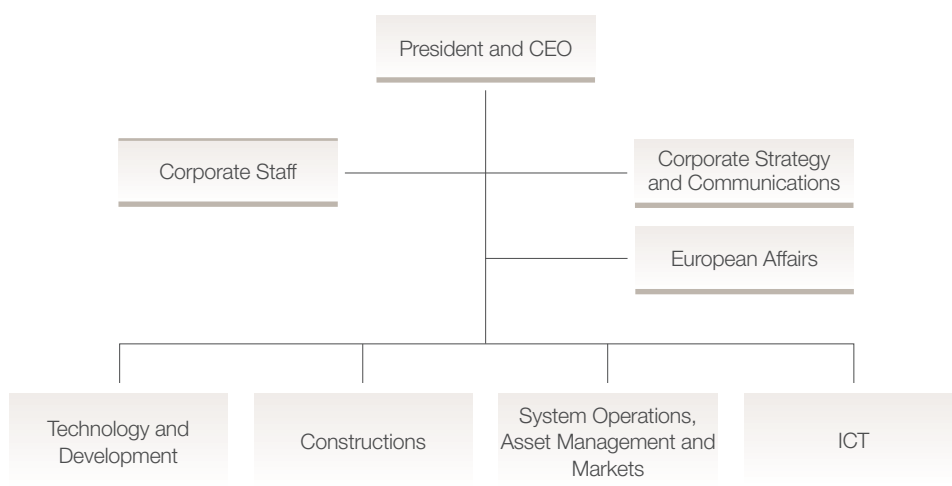 President and CEO
Corporate Staff
Corporate Strategy
and Communications
European Affairs
Technology and
Development
Constructions
System Operations,
Asset Management and
Markets
ICT